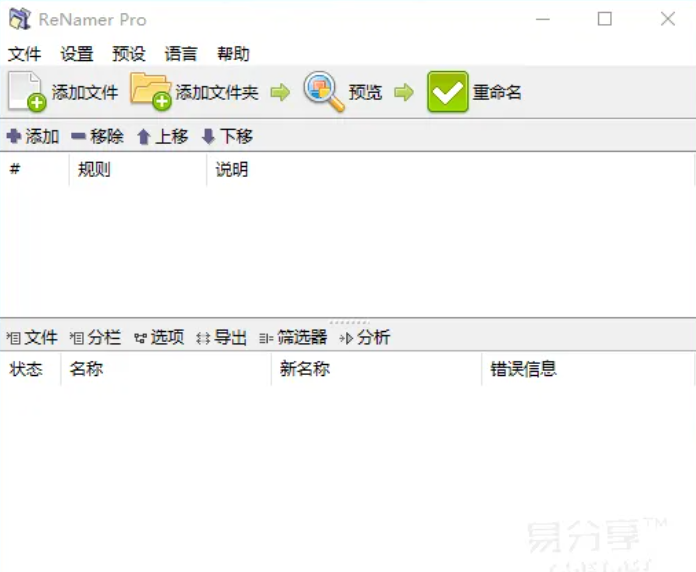 ReNamer Pro
文件 设置 预设 语言 帮助
添加文件 添加文件夹 预览 重命名
添加 移除 上移 下移
# 规则 说明
文件 分栏 选项 导出 筛选器 分析
状态 名称 新名称 错误信息
易分享™